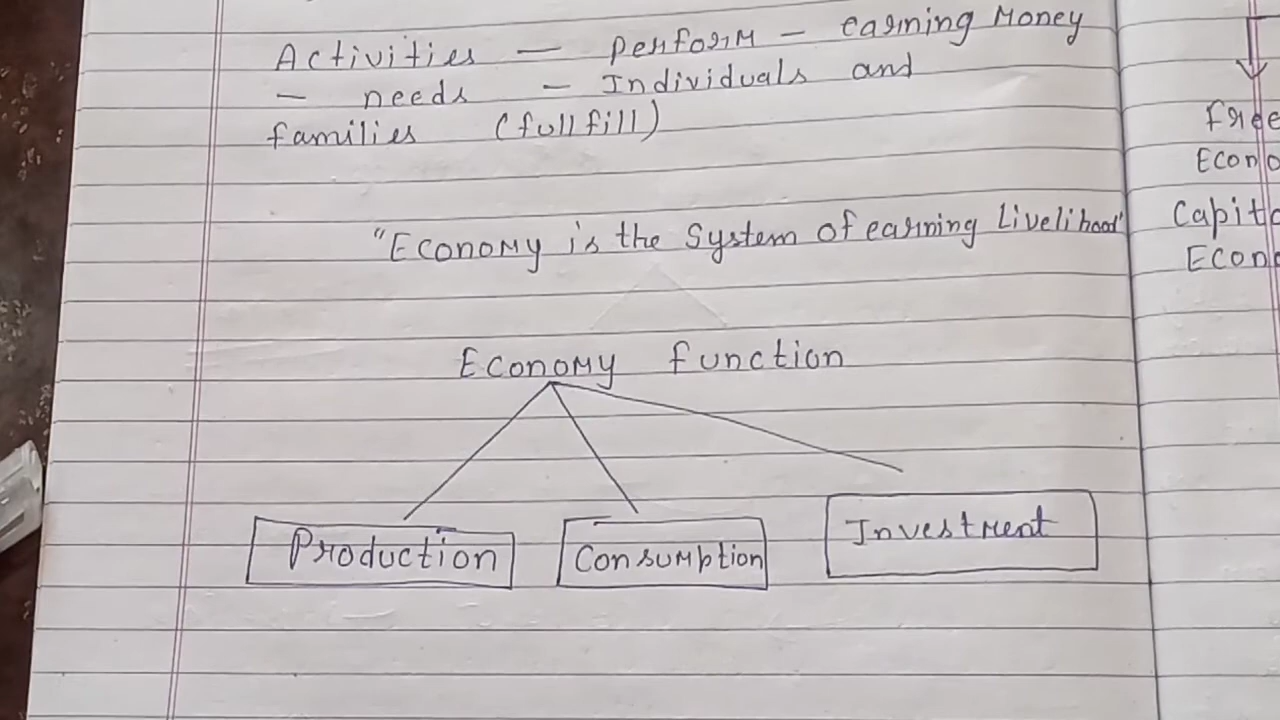 Activities — perform — earning Money
— needs — Individuals and
families (fullfill)
"Economy is the System of earning Livelihood"
Economy function
Production
Consumption
Investment
Free